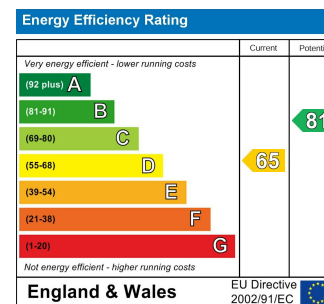 Energy Efficiency Rating
Current
Very energy efficient - lower running costs
(92 plus) A
(81-91) B
81
(69-80) C
(55-68) D
65
(39-54) E
(21-38) F
(1-20) G
Not energy efficient - higher running costs
England & Wales
EU Directive
2002/91/EC